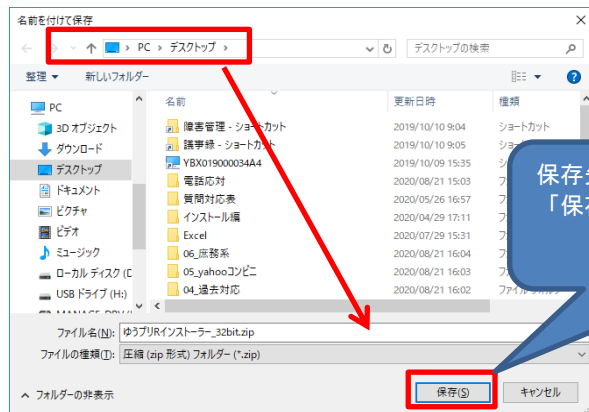 名前を付けて保存
PC › デスクトップ ›
デスクトップの検索
整理 新しいフォルダー
名前 更新日時 種類
PC
3D オブジェクト
ダウンロード
デスクトップ
ドキュメント
ピクチャ
ビデオ
ミュージック
ローカル ディスク (C
USB ドライブ (H:)
障害管理 - ショートカット 2019/10/10 9:04 ショートカット
議事録 - ショートカット 2019/10/10 9:05
YBX019000034A4 2019/10/09 15:35
電話応対 2020/08/21 15:03
質問対応表 2020/05/26 16:57
インストール編 2020/04/29 17:11
Excel 2020/07/29 15:31
06_庶務系 2020/08/21 16:04
05_yahooコンビニ 2020/08/21 16:03
04_過去対応 2020/08/21 16:02
保存
「保
ファイル名(N): ゆうプリRインストーラー_32bit.zip
ファイルの種類(T): 圧縮 (zip 形式) フォルダー (*.zip)
フォルダーの非表示
保存(S) キャンセル